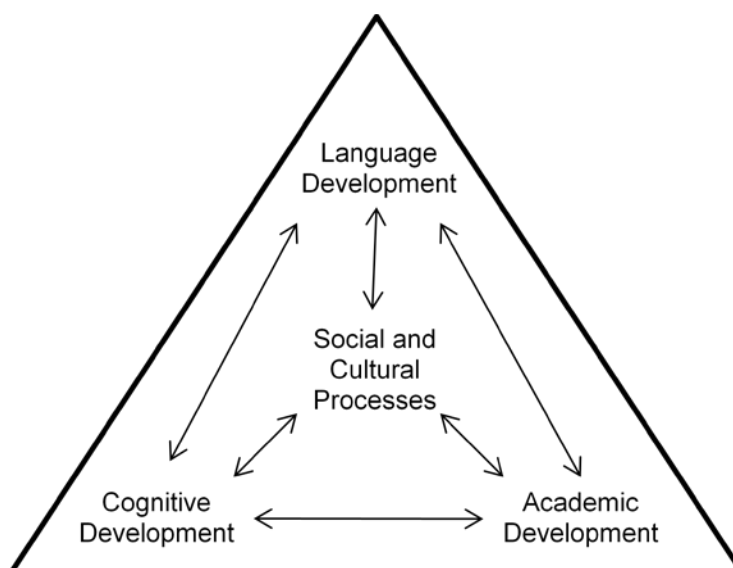 Language
Development
Social and
Cultural
Processes
Cognitive
Development
Academic
Development